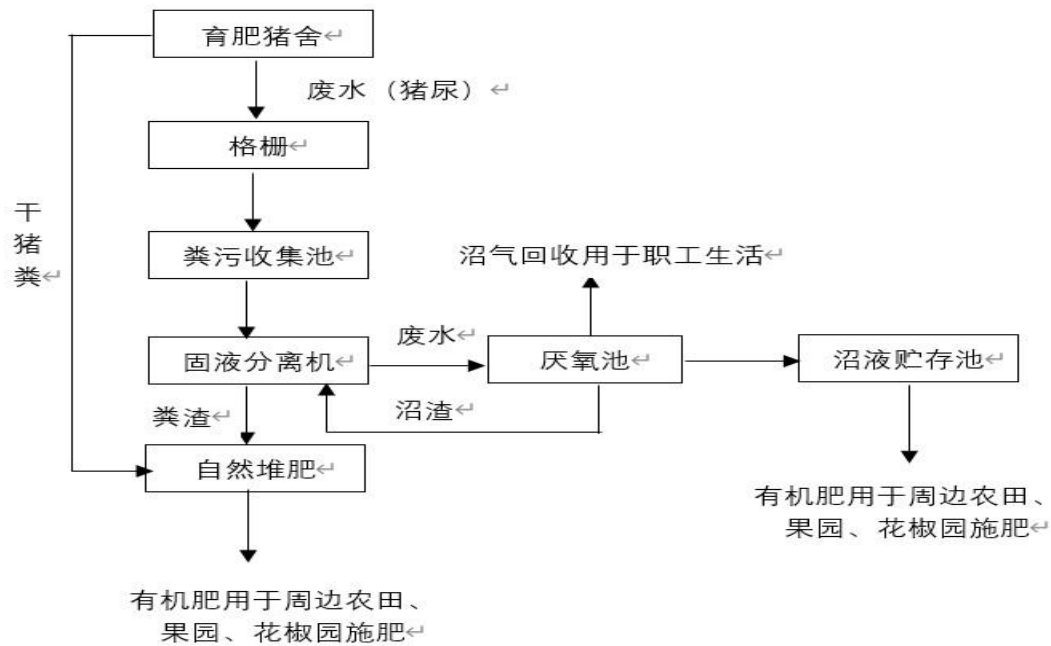 育肥猪舍↵
废水（猪尿）↵
格栅↵
干
猪
粪↵
粪污收集池↵
沼气回收用于职工生活↵
固液分离机↵
废水↵
厌氧池↵
沼液贮存池↵
粪渣↵
沼渣↵
自然堆肥↵
有机肥用于周边农田、
果园、花椒园施肥↵
有机肥用于周边农田、
果园、花椒园施肥↵